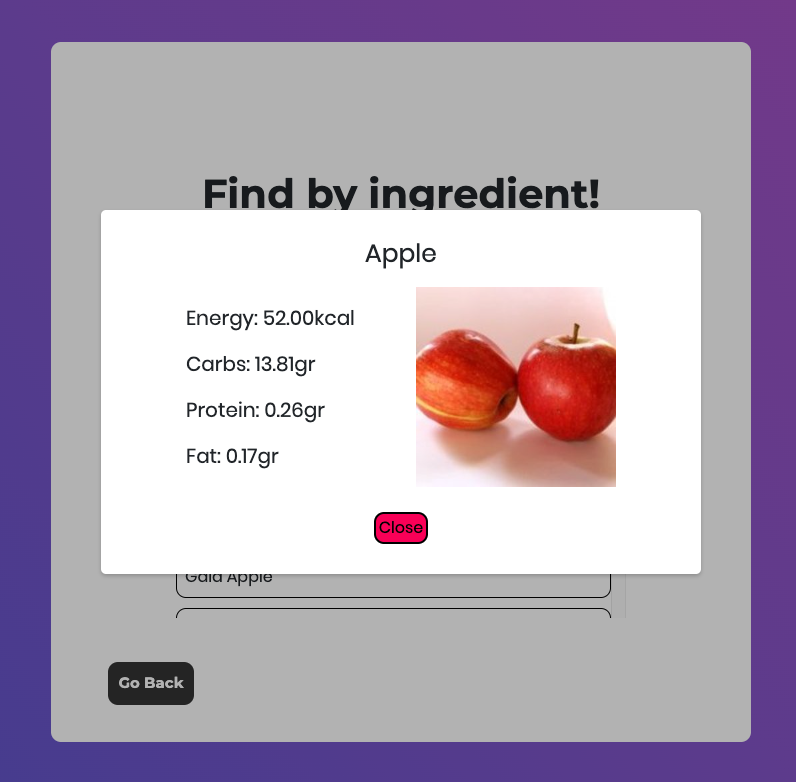 Find by ingredient!
Apple
Energy: 52.00kcal
Carbs: 13.81gr
Protein: 0.26gr
Fat: 0.17gr
Close
Gala Apple
Go Back